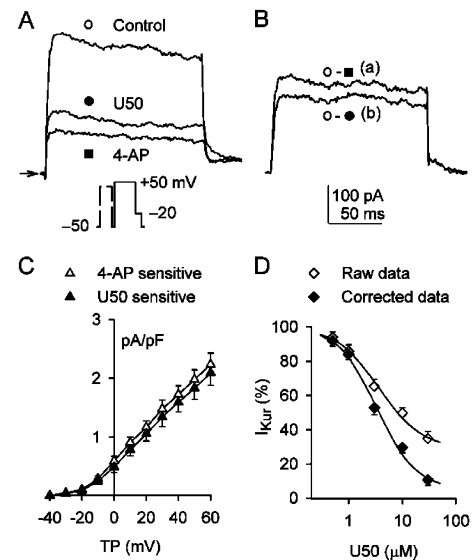 A
○ Control
● U50
■ 4-AP
+50 mV
−50
−20
B
○-■ (a)
○-● (b)
100 pA
50 ms
C
△ 4-AP sensitive
▲ U50 sensitive
pA/pF
3
2
1
-40 -20 0 20 40 60
TP (mV)
D
◇ Raw data
◆ Corrected data
I_Kur (%)
100
80
60
40
20
0
1 10 100
U50 (µM)